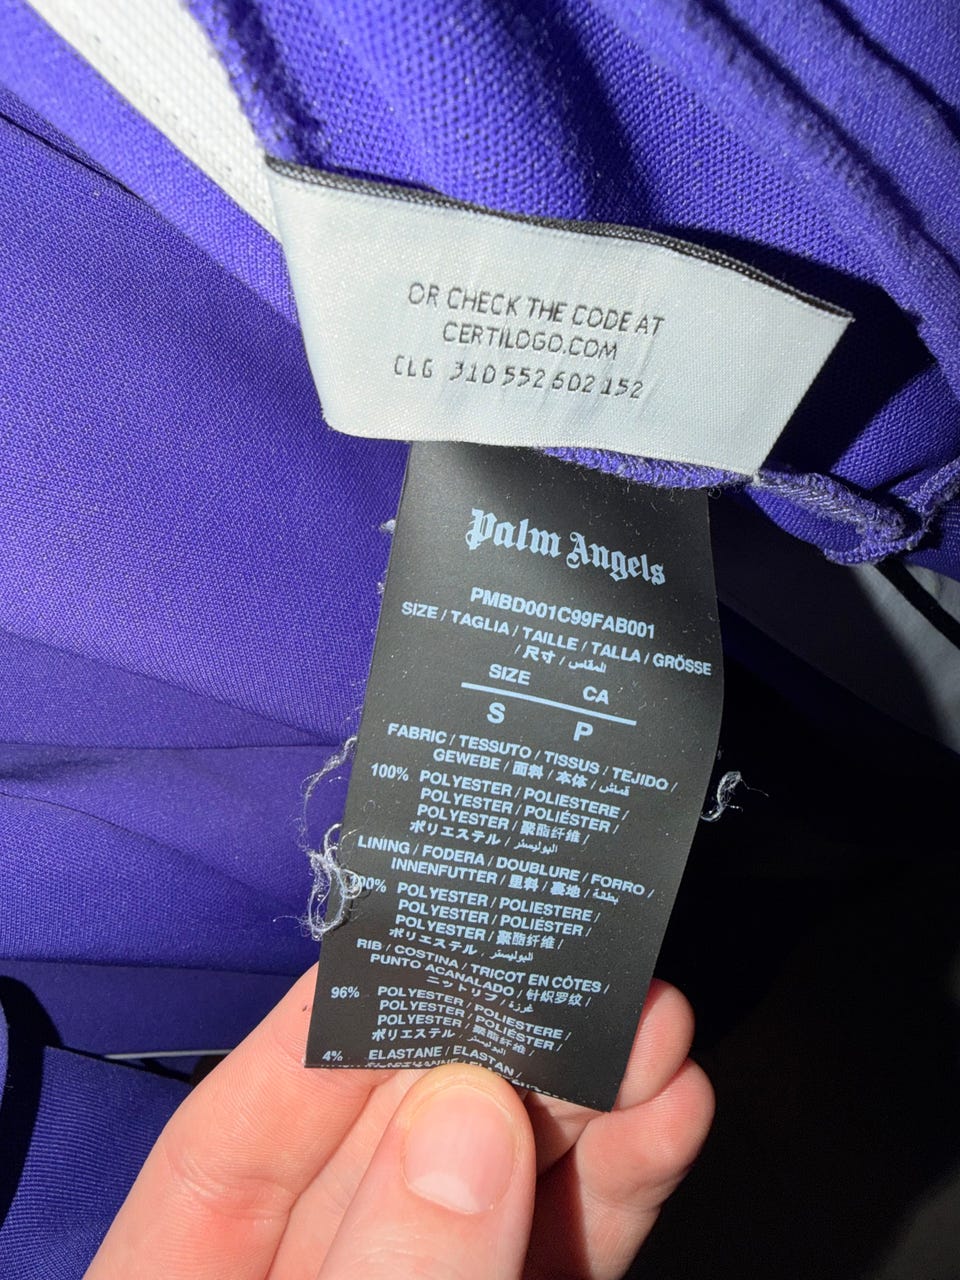 OR CHECK THE CODE AT
CERTILOGO.COM
CLG 310 552 602 152
Palm Angels
PMBD001C99FAB001
SIZE / TAGLIA / TAILLE / TALLA / GRÖSSE
/ 尺寸 / المقاس
SIZE CA
S P
FABRIC / TESSUTO / TISSUS / TEJIDO /
GEWEBE / 面料 / 本体 / قماش
100% POLYESTER / POLIESTERE /
POLYESTER / POLIÉSTER /
POLYESTER / 聚酯纤维 /
ポリエステル / البوليستر
LINING / FODERA / DOUBLURE / FORRO /
INNENFUTTER / 里料 / 裏地 / بطانة
00% POLYESTER / POLIESTERE /
POLYESTER / POLIÉSTER /
POLYESTER / 聚酯纤维 /
ポリエステル / البوليستر
RIB / COSTINA / TRICOT EN CÔTES /
PUNTO ACANALADO / 针织罗纹 /
ニットリブ / غرزة
96% POLYESTER / POLIESTERE /
POLYESTER / POLIÉSTER /
POLYESTER / 聚酯纤维 /
ポリエステル / البوليستر
4% ELASTANE / ELASTAN /